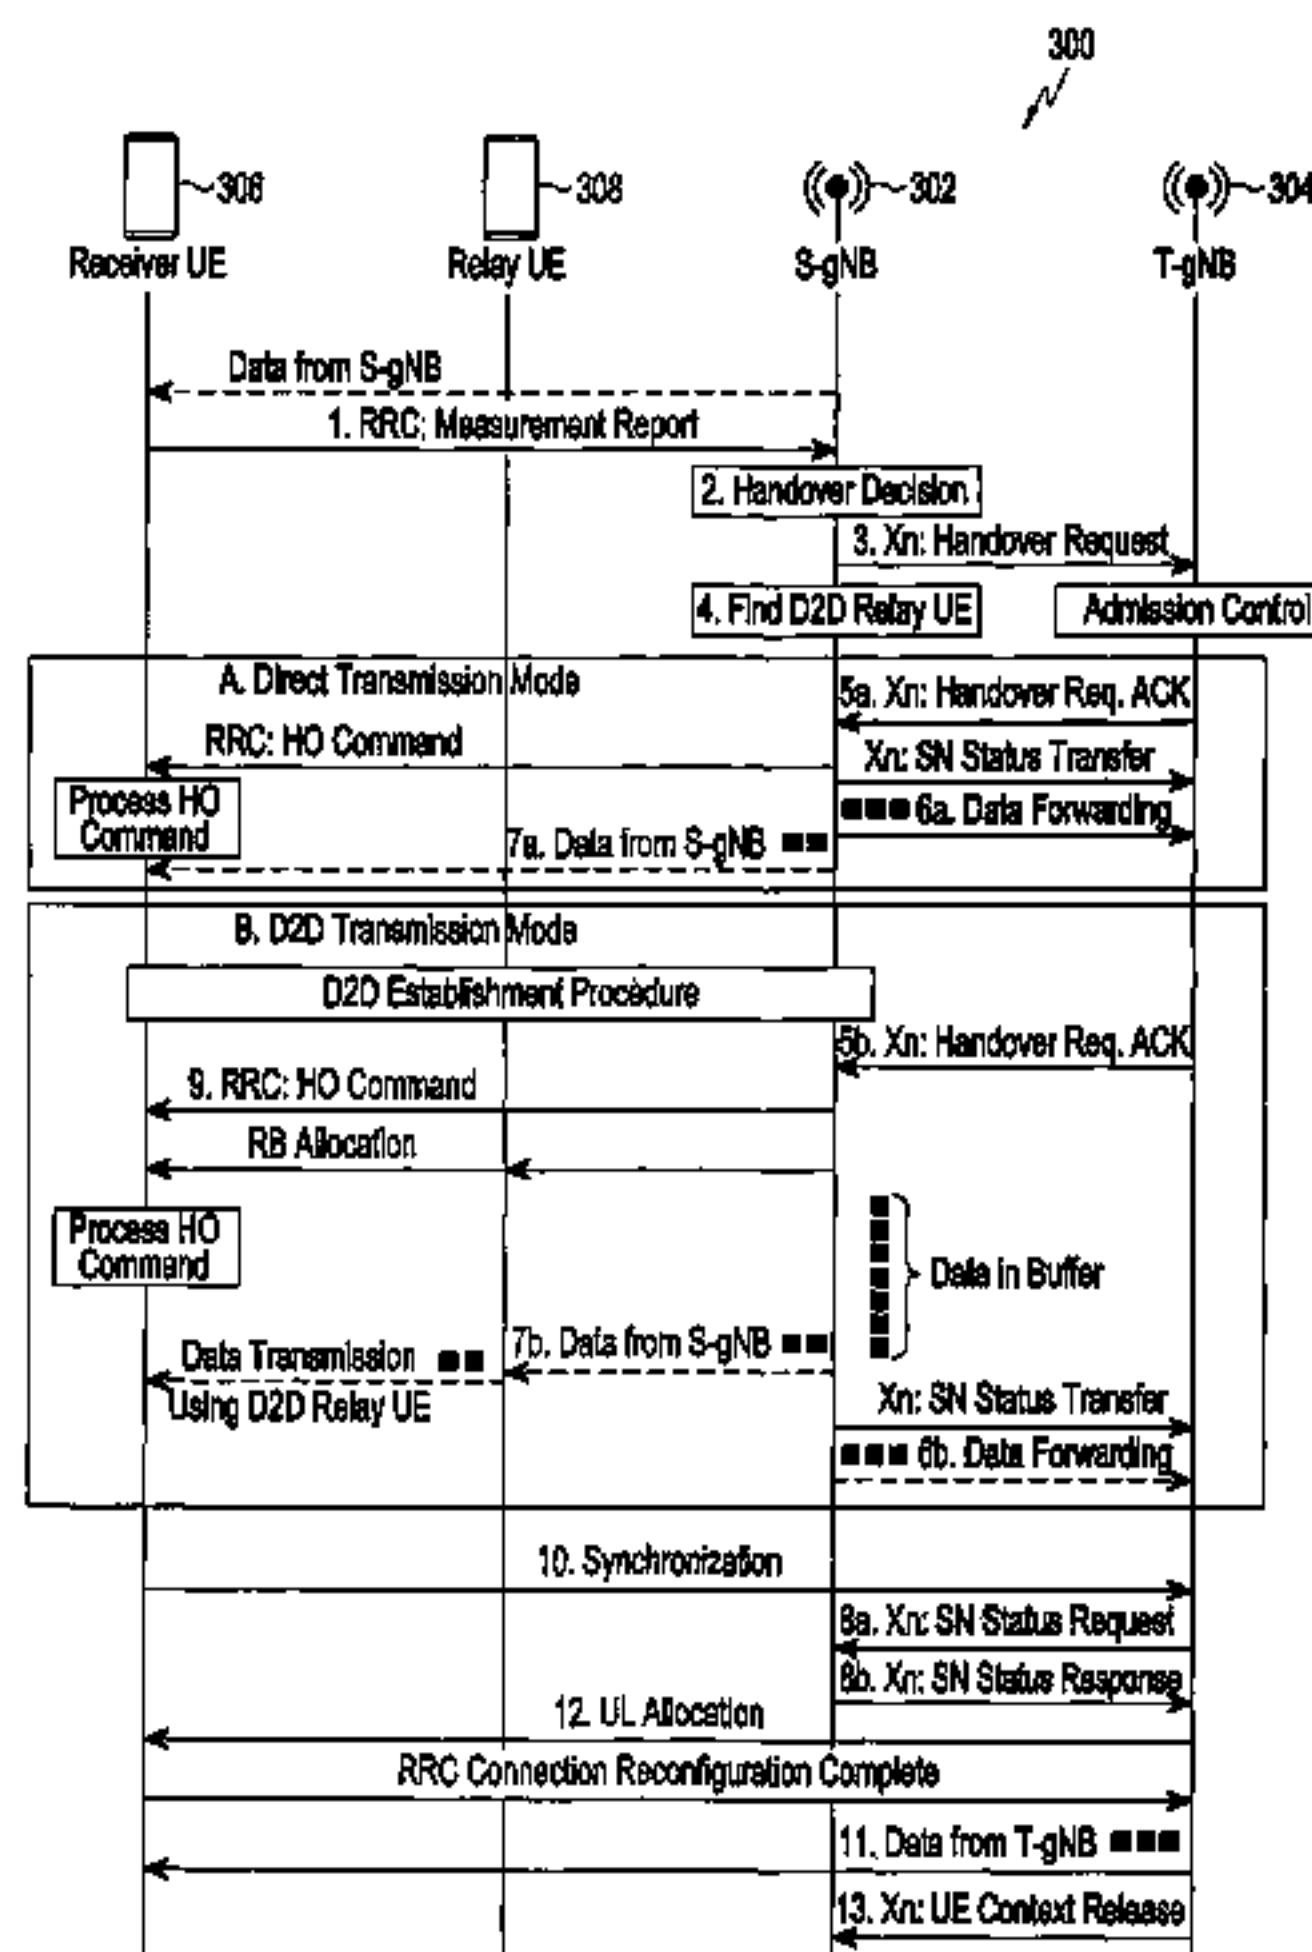 300
306
308
302
304
Receiver UE
Relay UE
S-gNB
T-gNB
Data from S-gNB
1. RRC: Measurement Report
2. Handover Decision
3. Xn: Handover Request
4. Find D2D Relay UE
Admission Control
A. Direct Transmission Mode
5a. Xn: Handover Req. ACK
RRC: HO Command
Xn: SN Status Transfer
Process HO
Command
6a. Data Forwarding
7a. Data from S-gNB
B. D2D Transmission Mode
D2D Establishment Procedure
5b. Xn: Handover Req. ACK
9. RRC: HO Command
RB Allocation
Process HO
Command
Data in Buffer
7b. Data from S-gNB
Data Transmission
Using D2D Relay UE
Xn: SN Status Transfer
6b. Data Forwarding
10. Synchronization
8a. Xn: SN Status Request
8b. Xn: SN Status Response
12. UL Allocation
RRC Connection Reconfiguration Complete
11. Data from T-gNB
13. Xn: UE Context Release